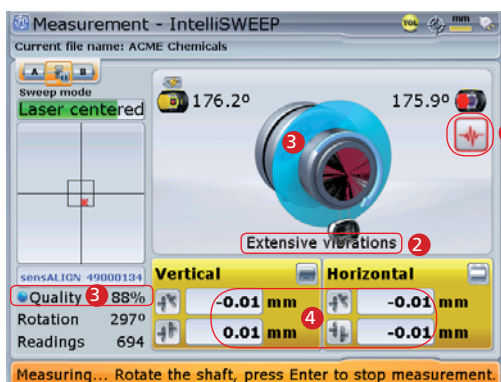 Measurement - IntelliSWEEP
TOL mm
Current file name: ACME Chemicals
A B
Sweep mode
Laser centered
176.2º
175.9º
3
Extensive vibrations 2
sensALIGN 49000134
Quality 3 88%
Rotation 297º
Readings 694
Vertical
Horizontal
-0.01 mm
-0.01 mm
4
0.01 mm
-0.01 mm
Measuring... Rotate the shaft, press Enter to stop measurement.